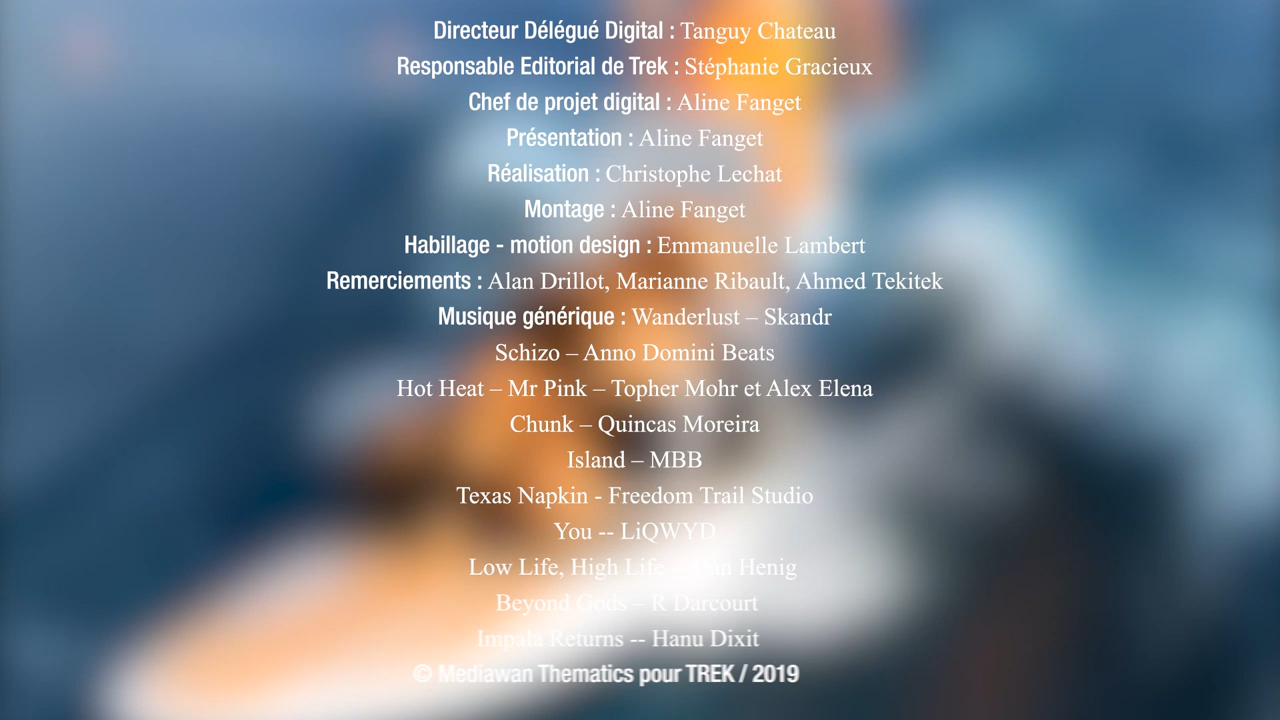 Directeur Délégué Digital : Tanguy Chateau
Responsable Editorial de Trek : Stéphanie Gracieux
Chef de projet digital : Aline Fanget
Présentation : Aline Fanget
Réalisation : Christophe Lechat
Montage : Aline Fanget
Habillage - motion design : Emmanuelle Lambert
Remerciements : Alan Drillot, Marianne Ribault, Ahmed Tekitek
Musique générique : Wanderlust – Skandr
Schizo – Anno Domini Beats
Hot Heat – Mr Pink – Topher Mohr et Alex Elena
Chunk – Quincas Moreira
Island – MBB
Texas Napkin - Freedom Trail Studio
You -- LiQWYD
Low Life, High Life – Dan Henig
Beyond Gods – R Darcourt
Impala Returns -- Hanu Dixit
© Mediawan Thematics pour TREK / 2019